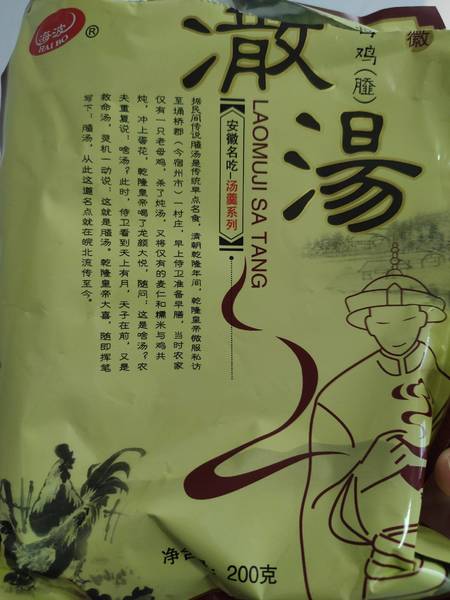 海波
HAI BO
®
徽
鸡
潵湯
LAOMUJI SA TANG
安徽名吃-汤羹系列
据民间传说汤是传统早点名食，清朝乾隆年间，乾隆皇帝微服私访
至埇桥郡（今宿州市）一村庄，早上侍卫准备早膳，当时农家
仅有一只老母鸡，杀了炖汤，又将仅有的麦仁和糯米与鸡共
炖，冲上蛋花，乾隆皇帝喝了龙颜大悦，随问：这是啥汤？农
夫重复说：啥汤？此时，侍卫看到天上有月，天子在前，又是
救命汤，灵机一动说：这就是汤。乾隆皇帝大喜，随即挥笔
写下：汤，从此这道名点就在皖北流传至今。
净含量：200克